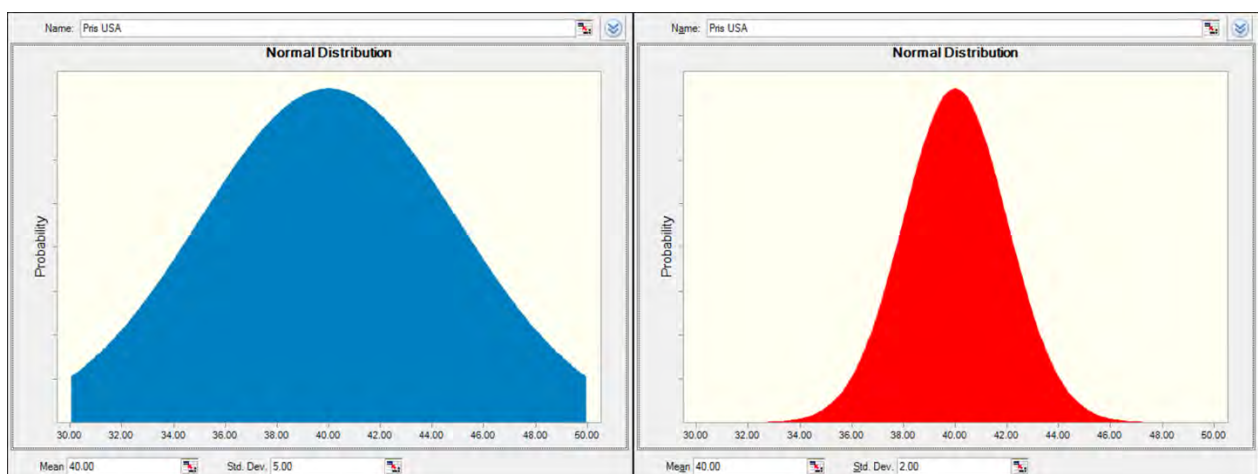 Name: Pris USA
Normal Distribution
Probability
30.00 32.00 34.00 36.00 38.00 40.00 42.00 44.00 46.00 48.00 50.00
Mean 40.00 Std. Dev. 5.00
Name: Pris USA
Normal Distribution
Probability
30.00 32.00 34.00 36.00 38.00 40.00 42.00 44.00 46.00 48.00 50.00
Mean 40.00 Std. Dev. 2.00